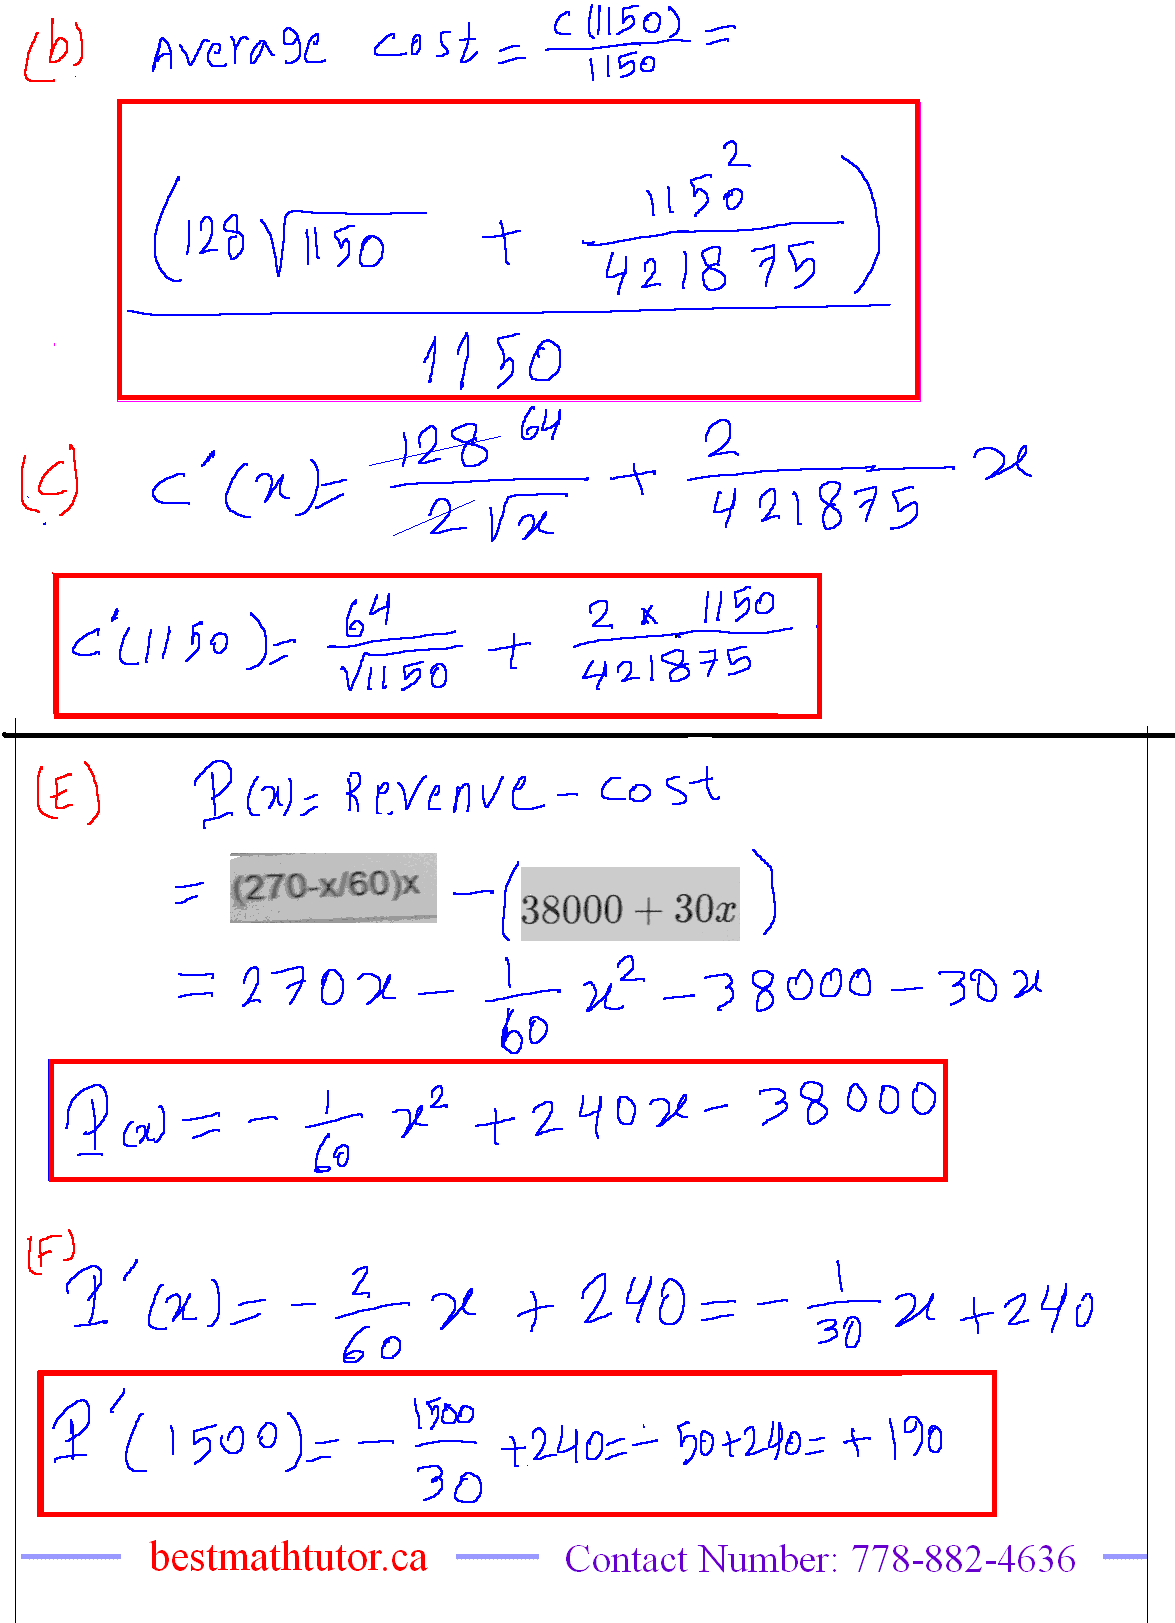 (b) Average cost = C(1150)/1150 =
(128√1150 + 1150²/421875)
1150
(C) C'(x) = 128 64/2√x + 2/421875 x
C'(1150) = 64/√1150 + 2 × 1150/421875
(E) P(x) = Revenue - cost
= (270-x/60)x - (38000 + 30x)
= 270x - 1/60 x² - 38000 - 30x
P(x) = - 1/60 x² + 240x - 38000
(F)
P'(x) = - 2/60 x + 240 = - 1/30 x + 240
P'(1500) = - 1500/30 + 240 = - 50 + 240 = + 190
bestmathtutor.ca Contact Number: 778-882-4636